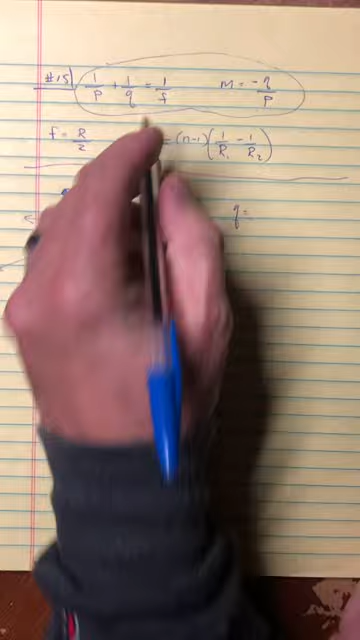 #15 1/p + 1/q = 1/f m = -q/p
f = R/2 = (n-1)(1/R₁ - 1/R₂)
q =